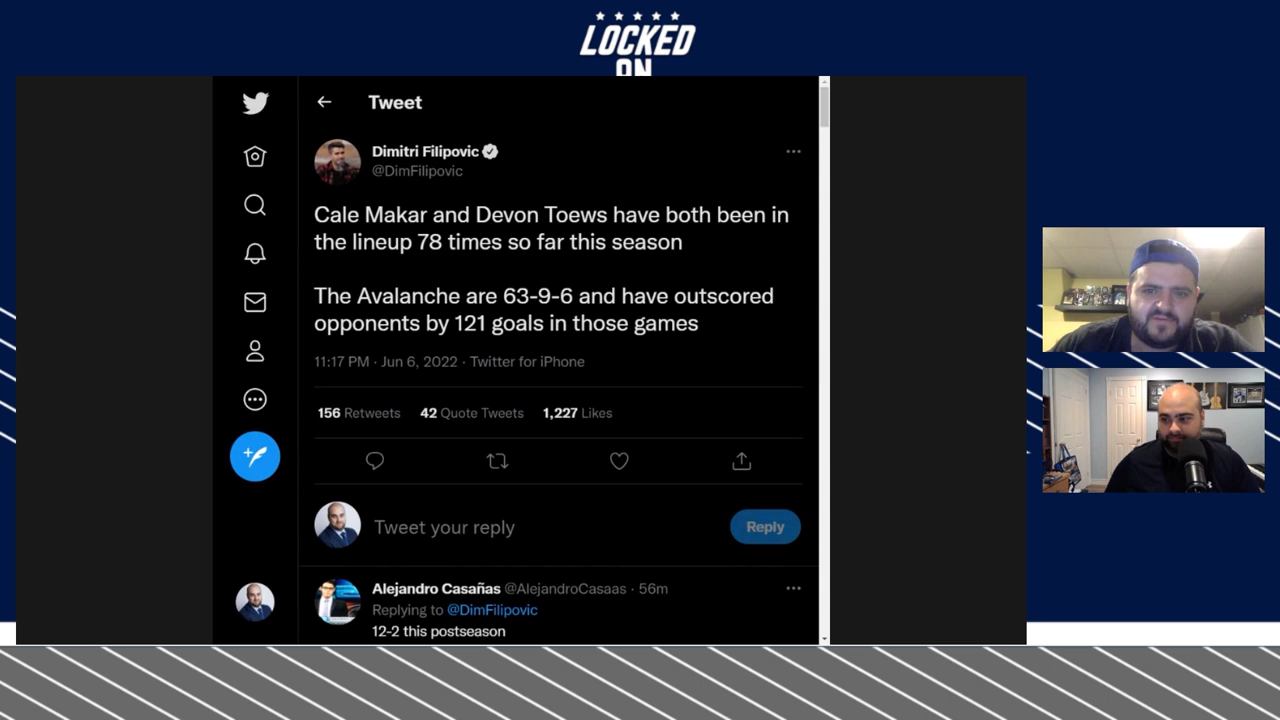 LOCKED
ON
Tweet
Dimitri Filipovic
@DimFilipovic
Cale Makar and Devon Toews have both been in
the lineup 78 times so far this season
The Avalanche are 63-9-6 and have outscored
opponents by 121 goals in those games
11:17 PM · Jun 6, 2022 · Twitter for iPhone
156 Retweets 42 Quote Tweets 1,227 Likes
Tweet your reply
Reply
Alejandro Casañas @AlejandroCasaas · 56m
Replying to @DimFilipovic
12-2 this postseason